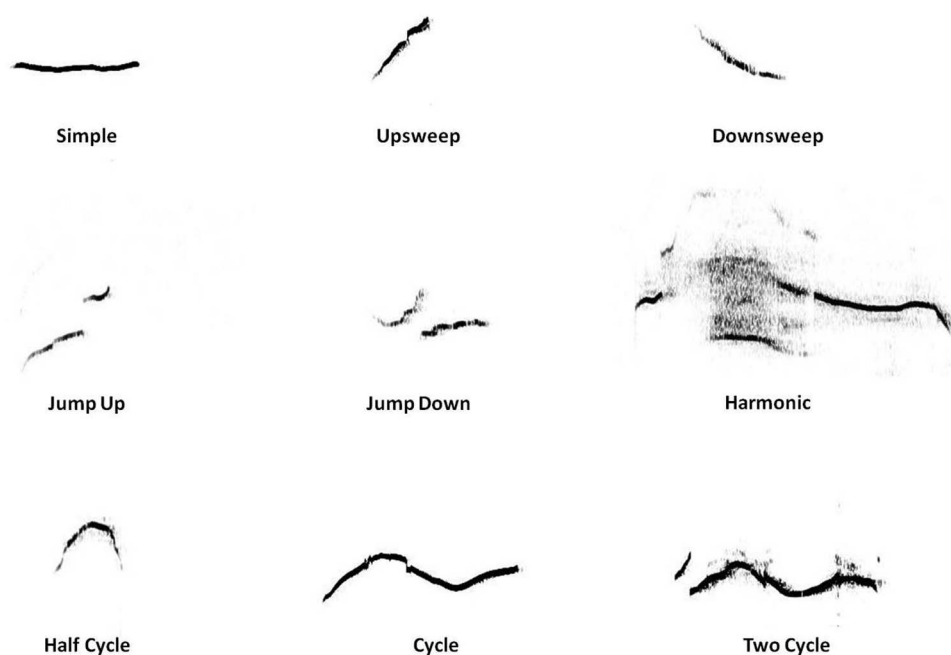 Simple
Upsweep
Downsweep
Jump Up
Jump Down
Harmonic
Half Cycle
Cycle
Two Cycle